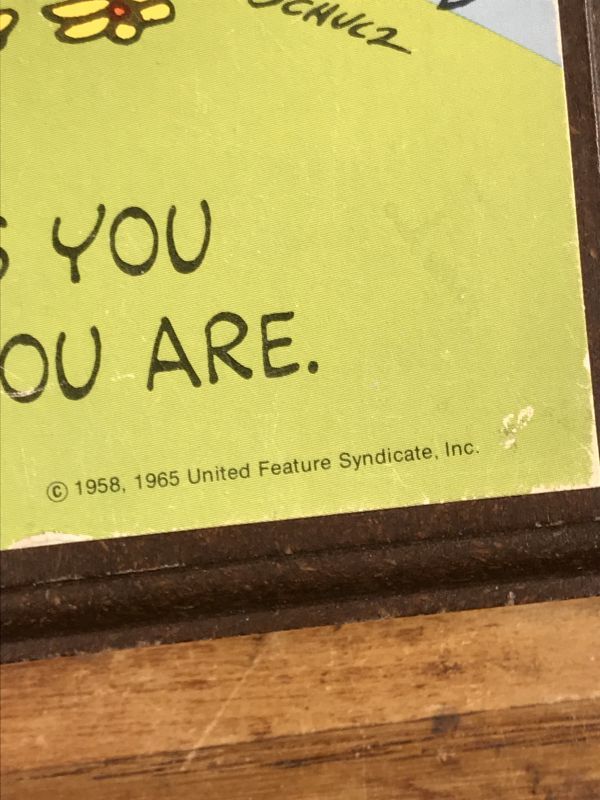 SCHULZ
S YOU
OU ARE.
© 1958, 1965 United Feature Syndicate, Inc.